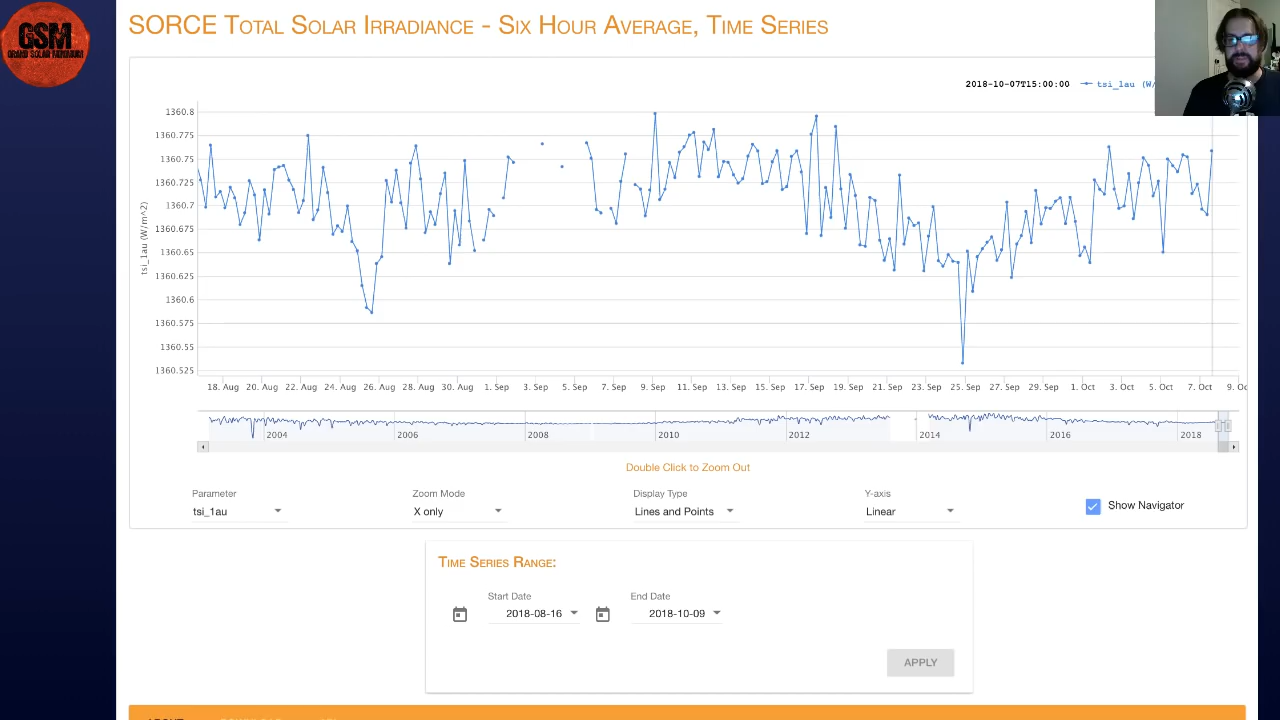 GSM
GRAND SOLAR MINIMUM
SORCE Total Solar Irradiance - Six Hour Average, Time Series
2018-10-07T15:00:00 tsi_1au (W/
1360.8
1360.775
1360.75
1360.725
1360.7
1360.675
1360.65
1360.625
1360.6
1360.575
1360.55
1360.525
tsi_1au (W/m^2)
18. Aug 20. Aug 22. Aug 24. Aug 26. Aug 28. Aug 30. Aug 1. Sep 3. Sep 5. Sep 7. Sep 9. Sep 11. Sep 13. Sep 15. Sep 17. Sep 19. Sep 21. Sep 23. Sep 25. Sep 27. Sep 29. Sep 1. Oct 3. Oct 5. Oct 7. Oct 9. Oc
2004 2006 2008 2010 2012 2014 2016 2018
Double Click to Zoom Out
Parameter Zoom Mode Display Type Y-axis
tsi_1au X only Lines and Points Linear
Show Navigator
Time Series Range:
Start Date End Date
2018-08-16 2018-10-09
APPLY